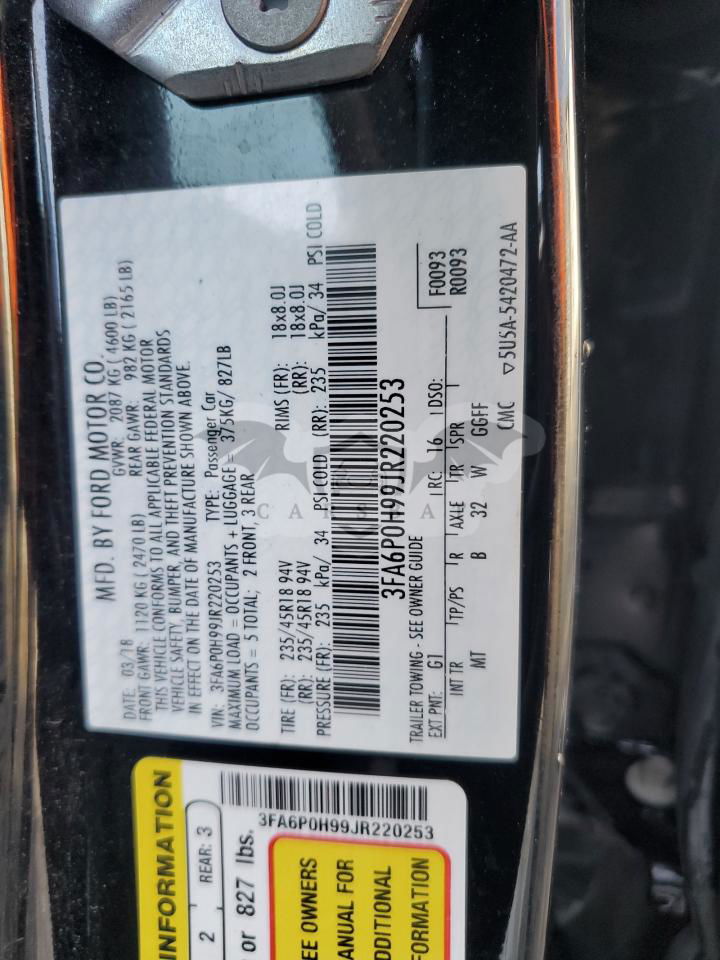 MFD. BY FORD MOTOR CO.
DATE: 03/18 GVWR: 2087 KG ( 4600 LB)
FRONT GAWR: 1120 KG ( 2470 LB) REAR GAWR: 982 KG ( 2165 LB)
THIS VEHICLE CONFORMS TO ALL APPLICABLE FEDERAL MOTOR
VEHICLE SAFETY, BUMPER, AND THEFT PREVENTION STANDARDS
IN EFFECT ON THE DATE OF MANUFACTURE SHOWN ABOVE.
VIN: 3FA6P0H99JR220253 TYPE: Passenger Car
MAXIMUM LOAD = OCCUPANTS + LUGGAGE = 375KG/ 827LB
OCCUPANTS = 5 TOTAL; 2 FRONT, 3 REAR
TIRE (FR): 235/45R18 94V RIMS (FR): 18x8.0J
(RR): 235/45R18 94V (RR): 18x8.0J
PRESSURE (FR): 235 kPa/ 34 PSI COLD (RR): 235 kPa/ 34 PSI COLD
3FA6P0H99JR220253
TRAILER TOWING - SEE OWNER GUIDE F0093
EXT PNT: G1 RC: 16 DSO: R0093
INT TR TP/PS R AXLE TR SPR
MT B 32 W GGFF
CMC ▽5U5A-5420472-AA
INFORMATION
2 REAR: 3
or 827 lbs.
3FA6P0H99JR220253
EE OWNERS
ANUAL FOR
DDITIONAL
FORMATION